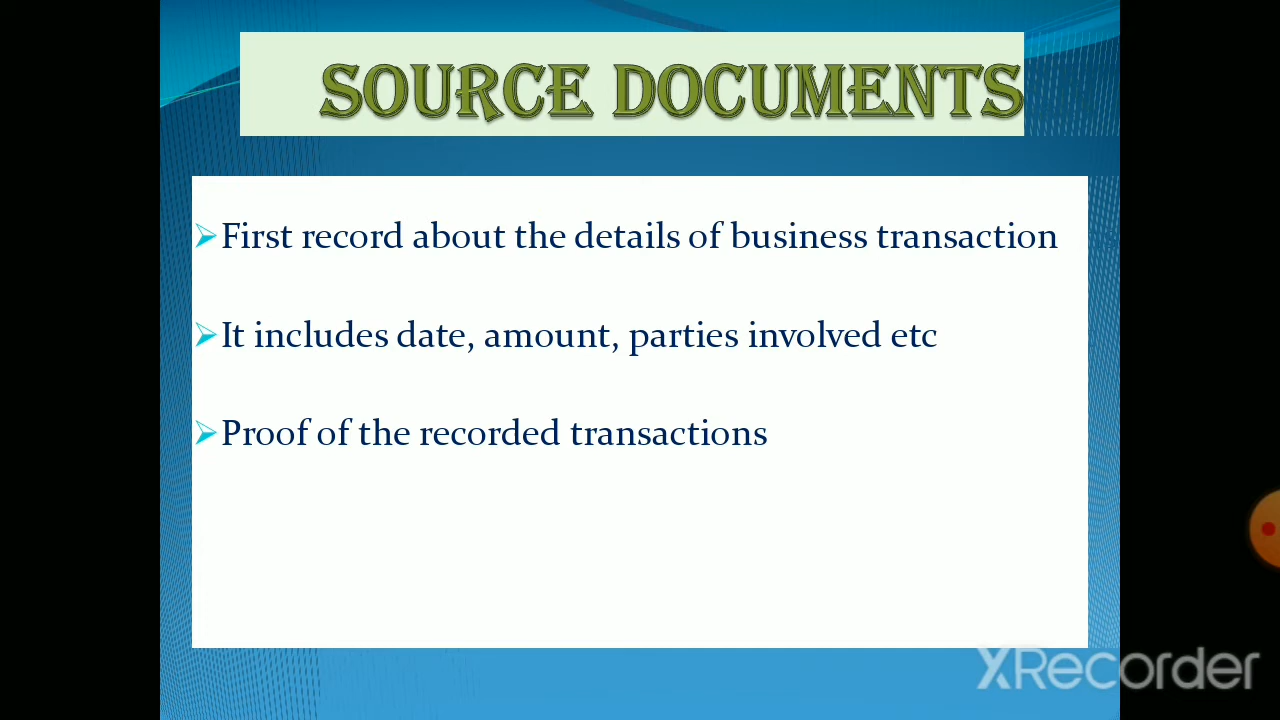 SOURCE DOCUMENTS
First record about the details of business transaction
It includes date, amount, parties involved etc
Proof of the recorded transactions
XRecorder